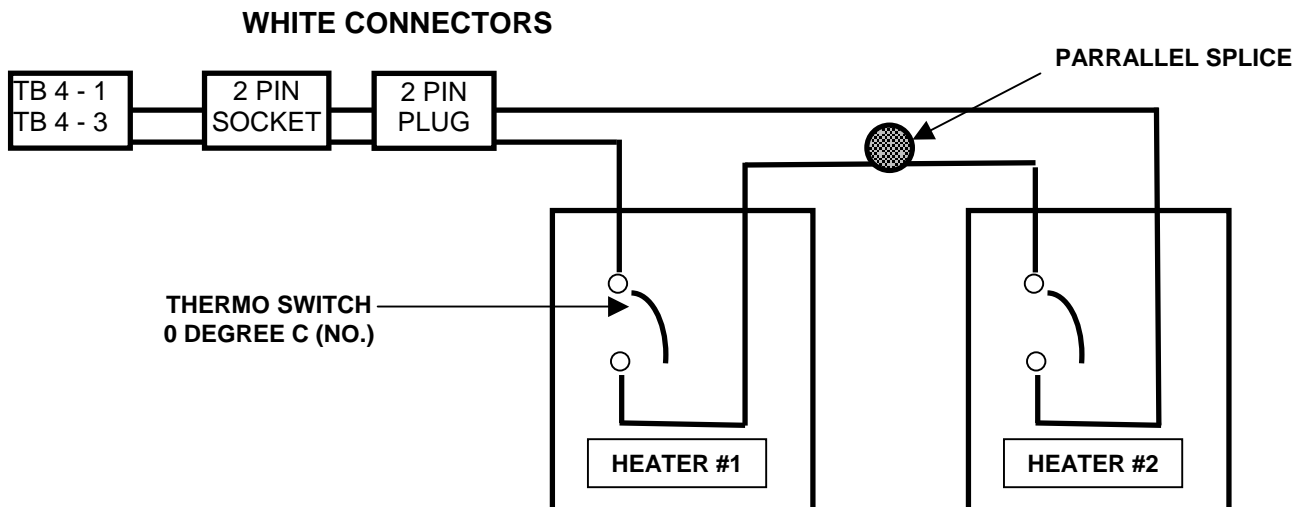 WHITE CONNECTORS
PARRALLEL SPLICE
TB 4 - 1
TB 4 - 3
2 PIN
SOCKET
2 PIN
PLUG
THERMO SWITCH
0 DEGREE C (NO.)
HEATER #1
HEATER #2